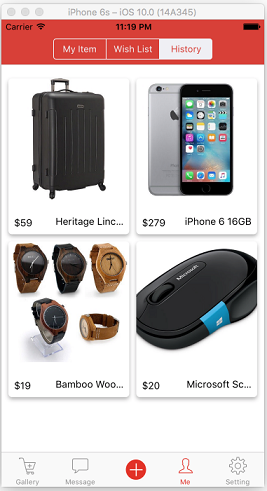 iPhone 6s – iOS 10.0 (14A345)
Carrier 11:19 PM
My Item Wish List History
$59 Heritage Linc... $279 iPhone 6 16GB
Microsoft
$19 Bamboo Woo... $20 Microsoft Sc...
Gallery Message Me Setting